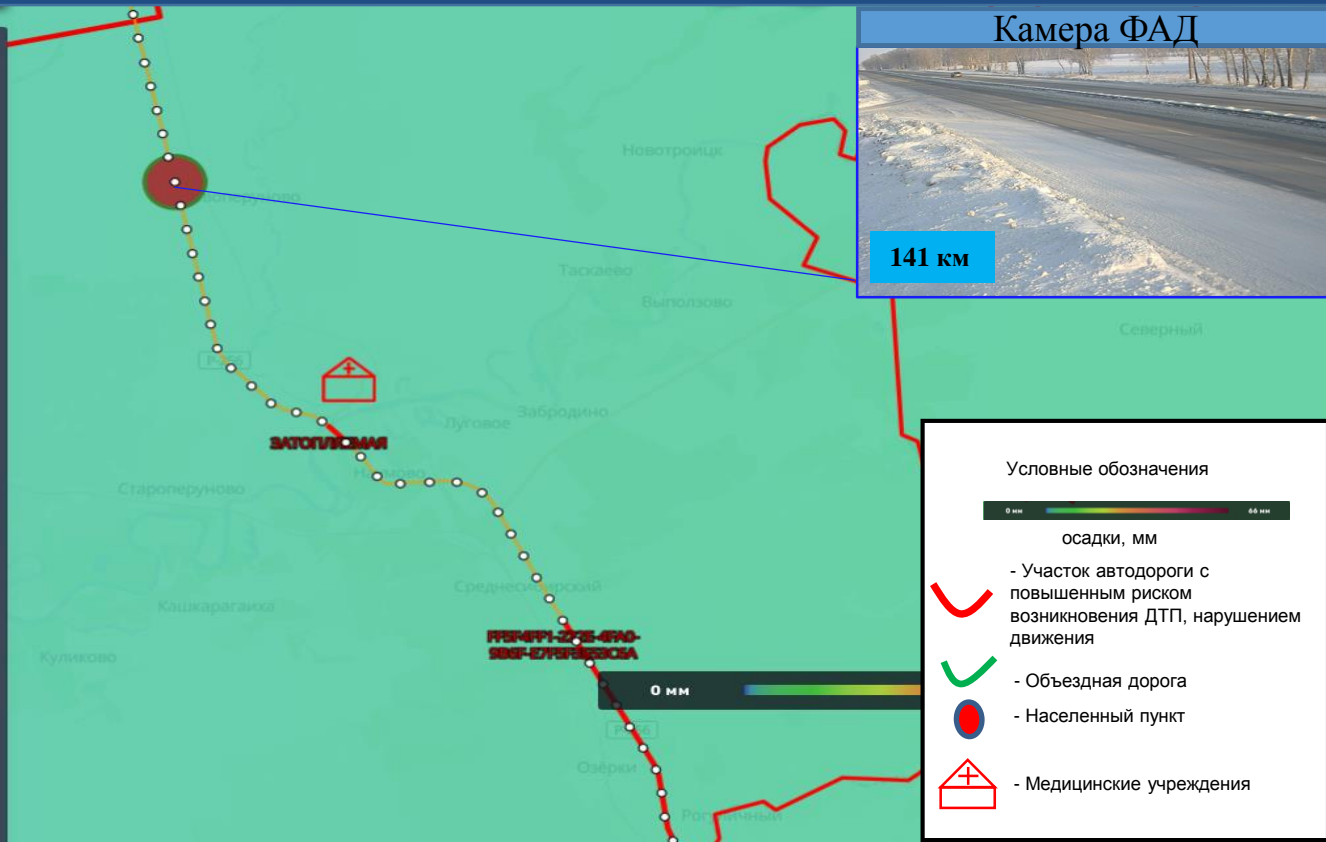 Камера ФАД
141 км
Новотроицк
Таскаево
Выползово
Северный
Р-256
Луговое
Забродино
ЗАТОПЛЯЕМАЯ
Староперуново
Среднесибирский
Кашкарагаиха
Куликово
0 мм
Р-256
Озёрки
Рогуличный
Условные обозначения
0 мм
66 мм
осадки, мм
- Участок автодороги с
повышенным риском
возникновения ДТП, нарушением
движения
- Объездная дорога
- Населенный пункт
- Медицинские учреждения